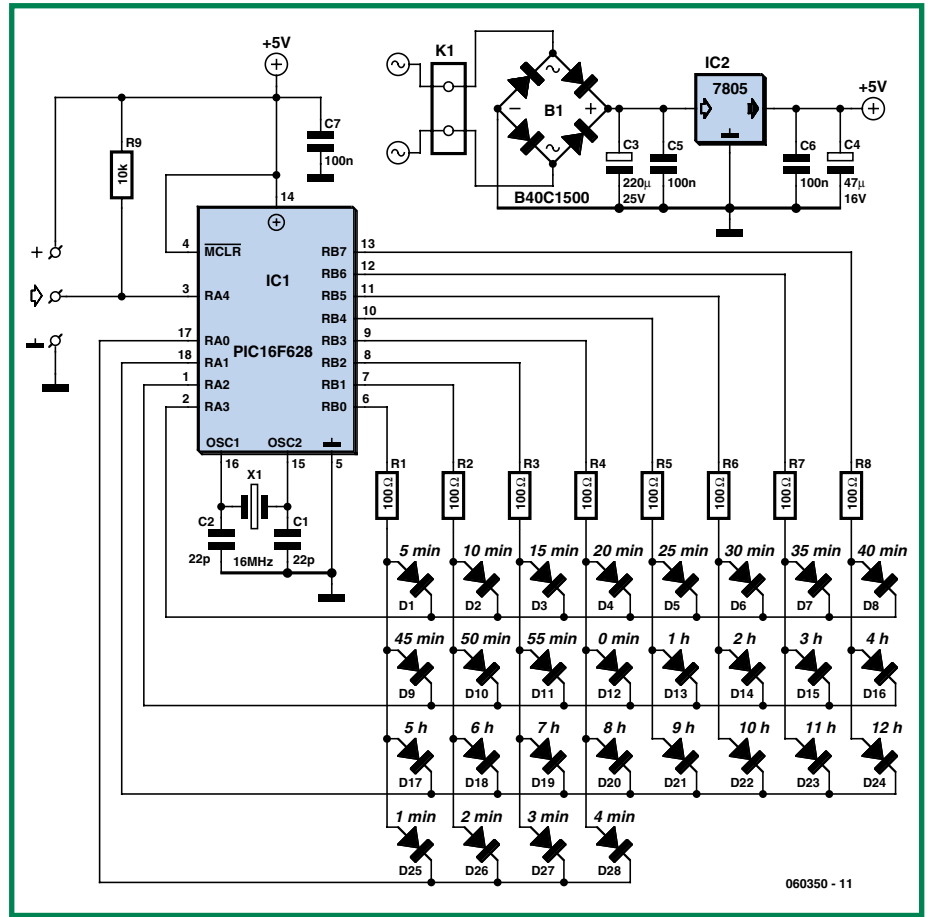 +5V
K1
IC2
7805
+5V
B1
R9
10k
C7
100n
C3
220µ
25V
C5
100n
C6
100n
C4
47µ
16V
B40C1500
14
4
MCLR
RB7
13
RB6
12
IC1
3
RA4
RB5
11
RB4
10
17
RA0
RB3
9
PIC16F628
18
RA1
RB2
8
1
RA2
RB1
7
2
RA3
RB0
6
OSC1
OSC2
16
15
5
X1
C2
C1
22p
16MHz
22p
R1
R2
R3
R4
R5
R6
R7
R8
100Ω
100Ω
100Ω
100Ω
100Ω
100Ω
100Ω
100Ω
5 min
10 min
15 min
20 min
25 min
30 min
35 min
40 min
D1
D2
D3
D4
D5
D6
D7
D8
45 min
50 min
55 min
0 min
1 h
2 h
3 h
4 h
D9
D10
D11
D12
D13
D14
D15
D16
5 h
6 h
7 h
8 h
9 h
10 h
11 h
12 h
D17
D18
D19
D20
D21
D22
D23
D24
1 min
2 min
3 min
4 min
D25
D26
D27
D28
060350 - 11